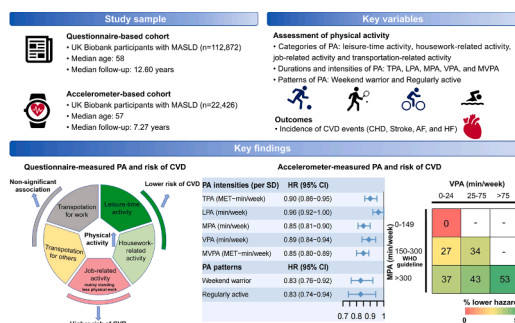 Study sample
Key variables
Questionnaire-based cohort
• UK Biobank participants with MASLD (n=112,872)
• Median age: 58
• Median follow-up: 12.60 years
Accelerometer-based cohort
• UK Biobank participants with MASLD (n=22,426)
• Median age: 57
• Median follow-up: 7.27 years
Assessment of physical activity
• Categories of PA: leisure-time activity, housework-related activity,
job-related activity and transportation-related activity
• Durations and intensities of PA: TPA, LPA, MPA, VPA, and MVPA
• Patterns of PA: Weekend warrior and Regularly active
Outcomes
• Incidence of CVD events (CHD, Stroke, AF, and HF)
Key findings
Questionnaire-measured PA and risk of CVD
Non-significant
association
Lower risk of CVD
Transpotation
for work
Leisure-time
activity
Physical
activity
Transpotation
for others
Housework-
related
activity
Job-related
activity
mainly standing
less physical work
Higher risk of CVD
Accelerometer-measured PA and risk of CVD
PA intensities (per SD) HR (95% CI)
TPA (MET−min/week) 0.90 (0.86−0.95)
LPA (min/week) 0.96 (0.92−1.00)
MPA (min/week) 0.85 (0.81−0.90)
VPA (min/week) 0.89 (0.84−0.94)
MVPA (MET−min/week) 0.85 (0.80−0.89)
PA patterns HR (95% CI)
Weekend warrior 0.83 (0.76−0.92)
Regularly active 0.83 (0.74−0.94)
0.7 0.8 0.9 1
VPA (min/week)
0-24 25-75 >75
MPA (min/week)
0-149 0 - -
150-300 27 34 -
WHO
guideline
>300 37 43 53
% lower hazard
0